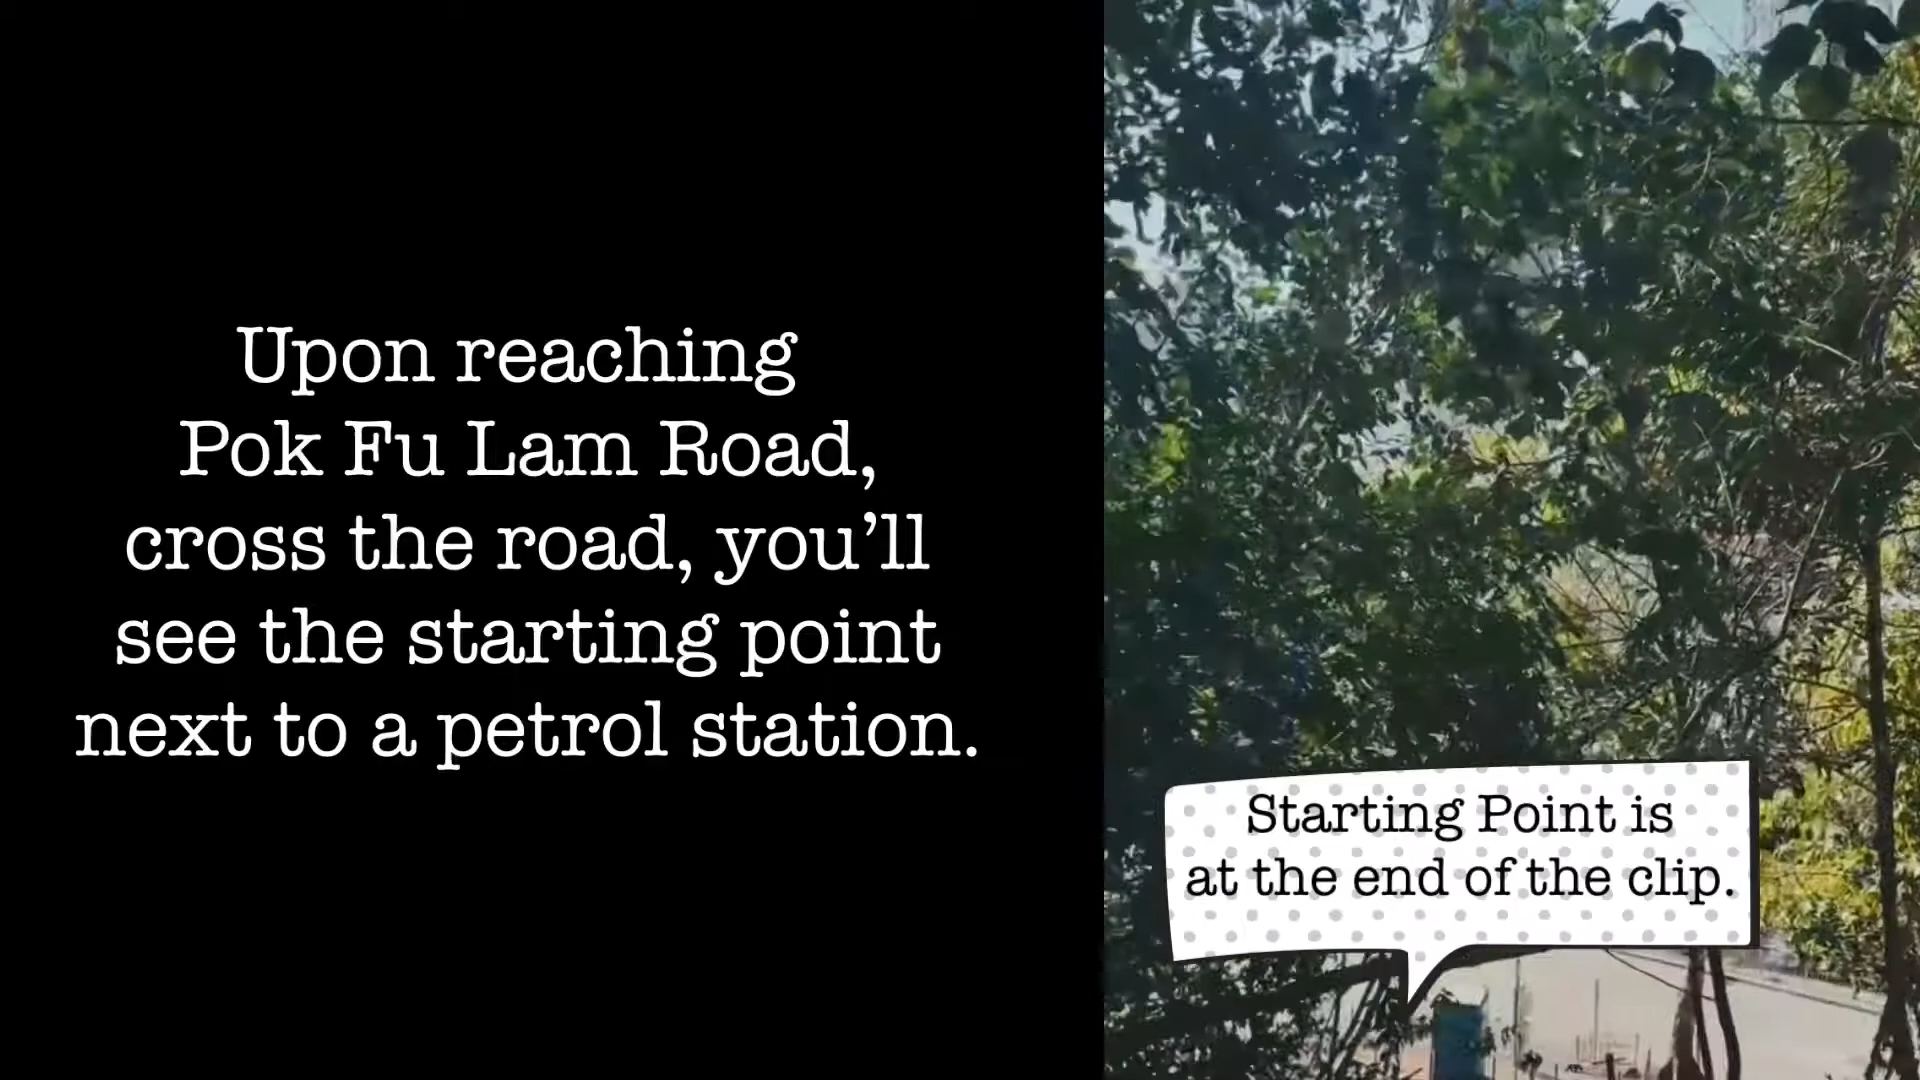 Upon reaching
Pok Fu Lam Road,
cross the road, you’ll
see the starting point
next to a petrol station.
Starting Point is
at the end of the clip.